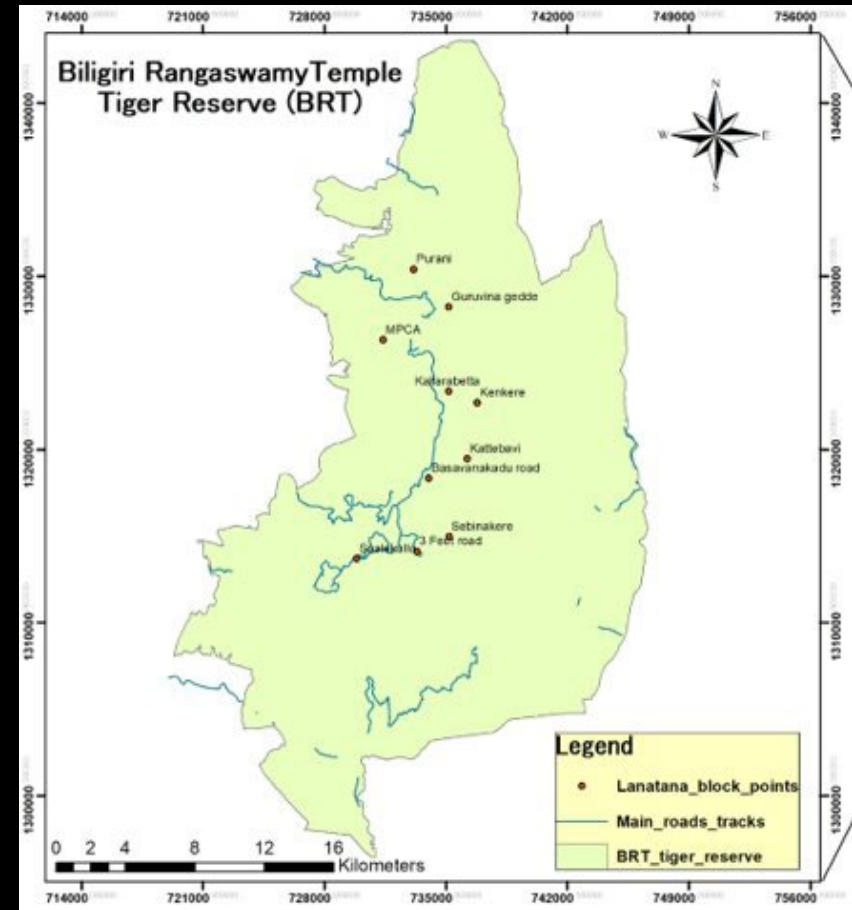 714000 721000 728000 735000 742000 749000 756000
Biligiri RangaswamyTemple
Tiger Reserve (BRT)
N
W E
S
1340000 1340000
1330000 1330000
1320000 1320000
1310000 1310000
1300000 1300000
Purani
Guruvina gedde
MPCA
Kallarabetta
Kenkere
Kattebavi
Basavanakadu road
Sebinakere
3 Feet road
Legend
Lanatana_block_points
Main_roads_tracks
BRT_tiger_reserve
0 2 4 8 12 16
Kilometers
714000 721000 728000 735000 742000 749000 756000